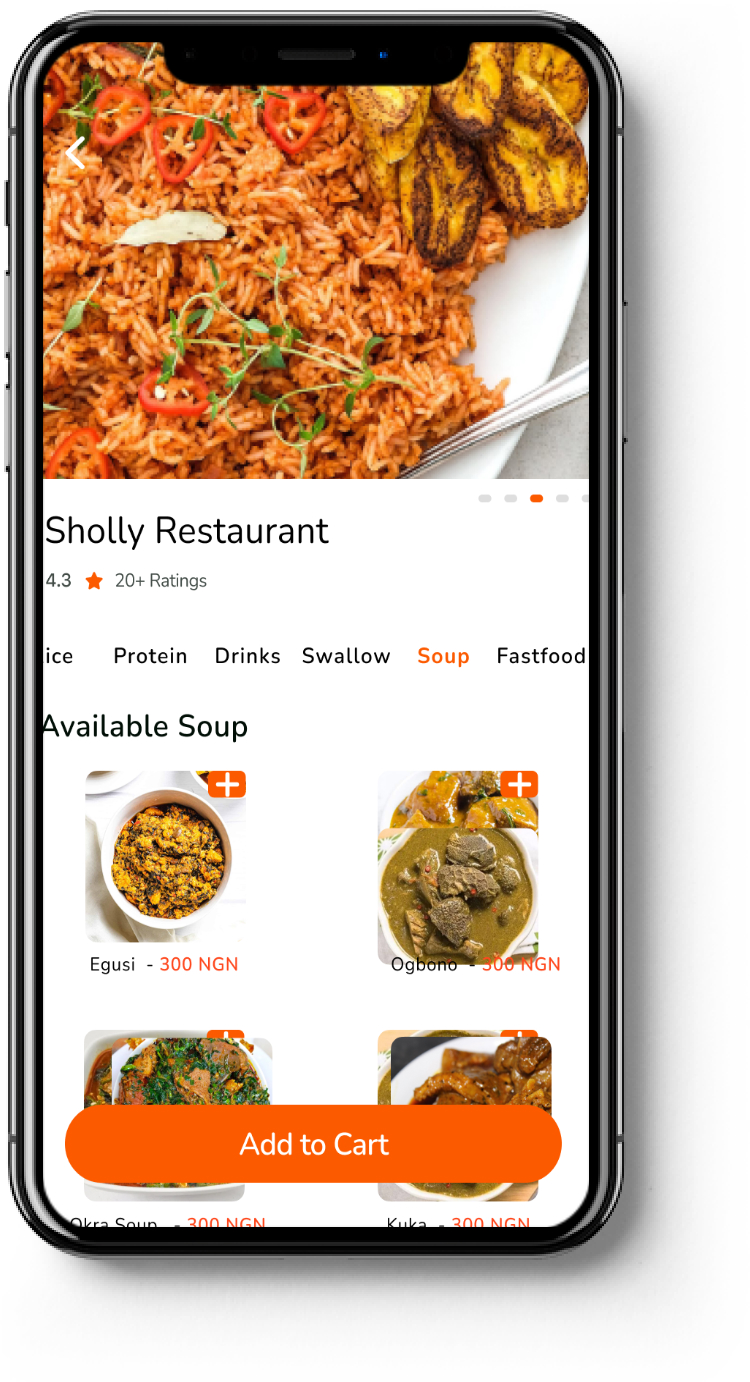 Sholly Restaurant
4.3 20+ Ratings
ice Protein Drinks Swallow Soup Fastfood
Available Soup
Egusi - 300 NGN
Ogbono - 300 NGN
Add to Cart
Okra Soup - 300 NGN
Kuka - 300 NGN